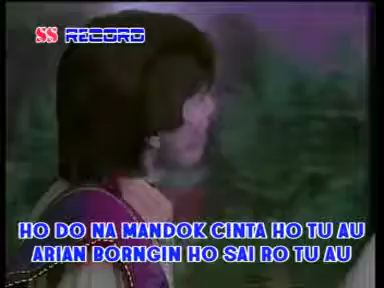 SS RECORD
HO DO NA MANDOK CINTA HO TU AU
ARIAN BORNGIN HO SAI RO TU AU